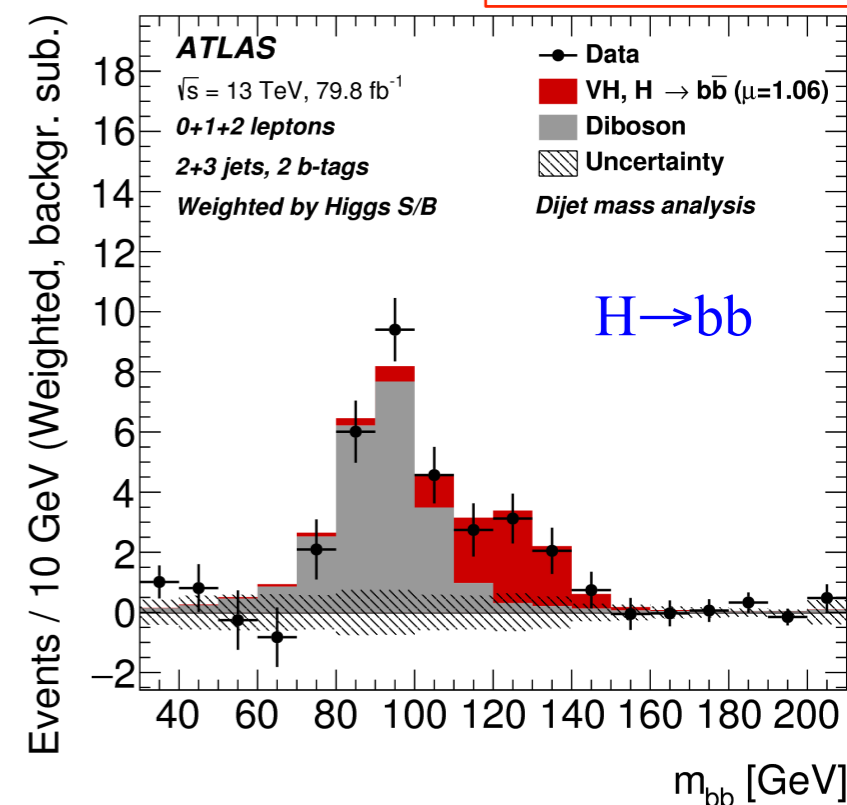 ATLAS
√s = 13 TeV, 79.8 fb⁻¹
0+1+2 leptons
2+3 jets, 2 b-tags
Weighted by Higgs S/B
Data
VH, H → bb̅ (μ=1.06)
Diboson
Uncertainty
Dijet mass analysis
H→bb
Events / 10 GeV (Weighted, backgr. sub.)
18
16
14
12
10
8
6
4
2
0
−2
40 60 80 100 120 140 160 180 200
m_bb [GeV]